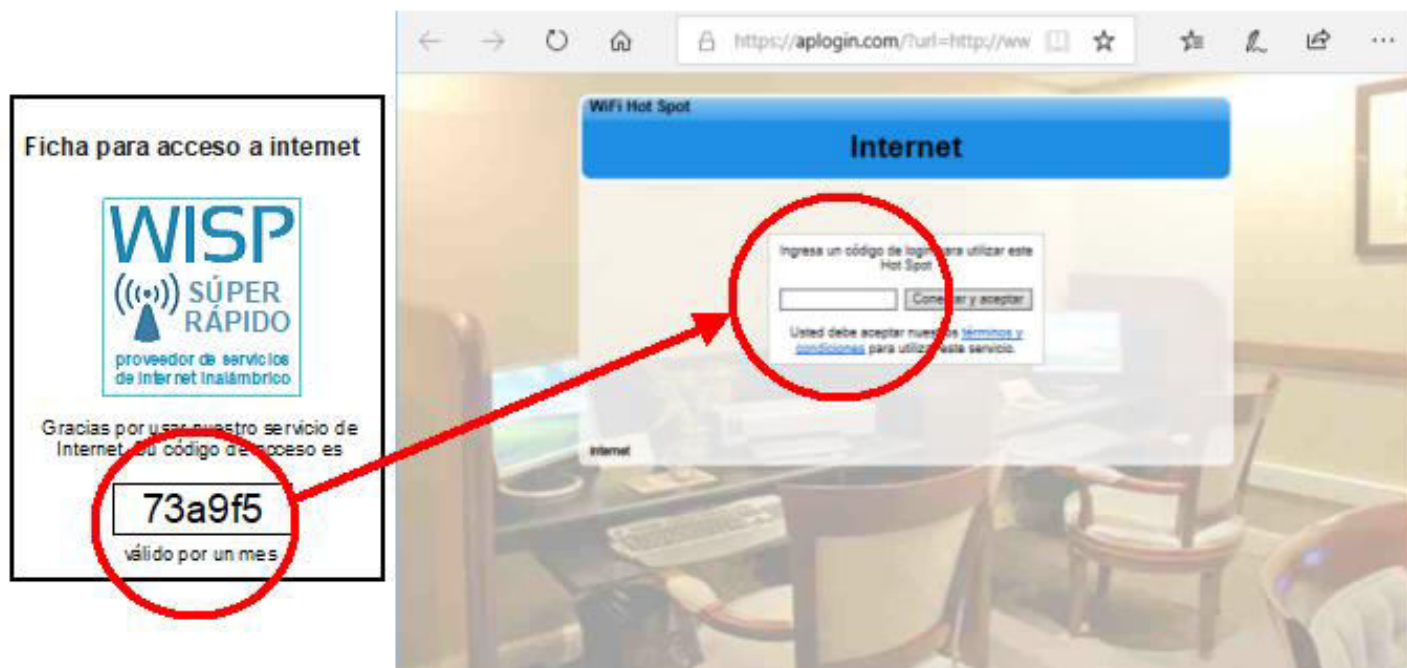 Ficha para acceso a internet
WISP
SÚPER
RÁPIDO
proveedor de servicios
de Internet Inalámbrico
Gracias por usar nuestro servicio de
Internet. Su código de acceso es
73a9f5
válido por un mes
https://aplogin.com/?url=http://ww
WiFi Hot Spot
Internet
Ingresa un código de login para utilizar este
Hot Spot
Conectar y aceptar
Usted debe aceptar nuestros términos y
condiciones para utilizar este servicio.
Internet